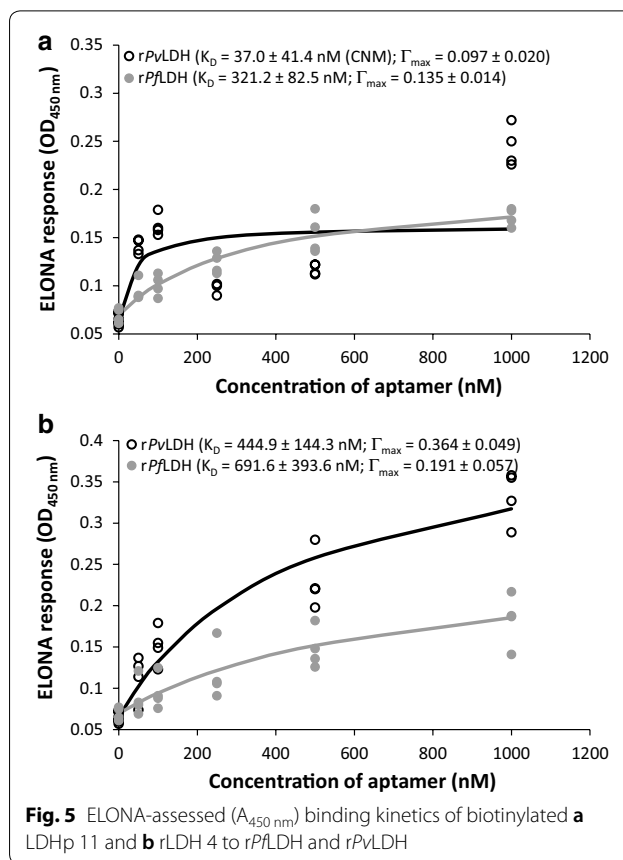 a
0.35
0.3
0.25
0.2
0.15
0.1
0.05
ELONA response (OD450 nm)
rPvLDH (KD = 37.0 ± 41.4 nM (CNM); Γmax = 0.097 ± 0.020)
rPfLDH (KD = 321.2 ± 82.5 nM; Γmax = 0.135 ± 0.014)
0 200 400 600 800 1000 1200
Concentration of aptamer (nM)
b
0.4
0.35
0.3
0.25
0.2
0.15
0.1
0.05
ELONA response (OD450 nm)
rPvLDH (KD = 444.9 ± 144.3 nM; Γmax = 0.364 ± 0.049)
rPfLDH (KD = 691.6 ± 393.6 nM; Γmax = 0.191 ± 0.057)
0 200 400 600 800 1000 1200
Concentration of aptamer (nM)
Fig. 5 ELONA-assessed (A450 nm) binding kinetics of biotinylated a
LDHp 11 and b rLDH 4 to rPfLDH and rPvLDH